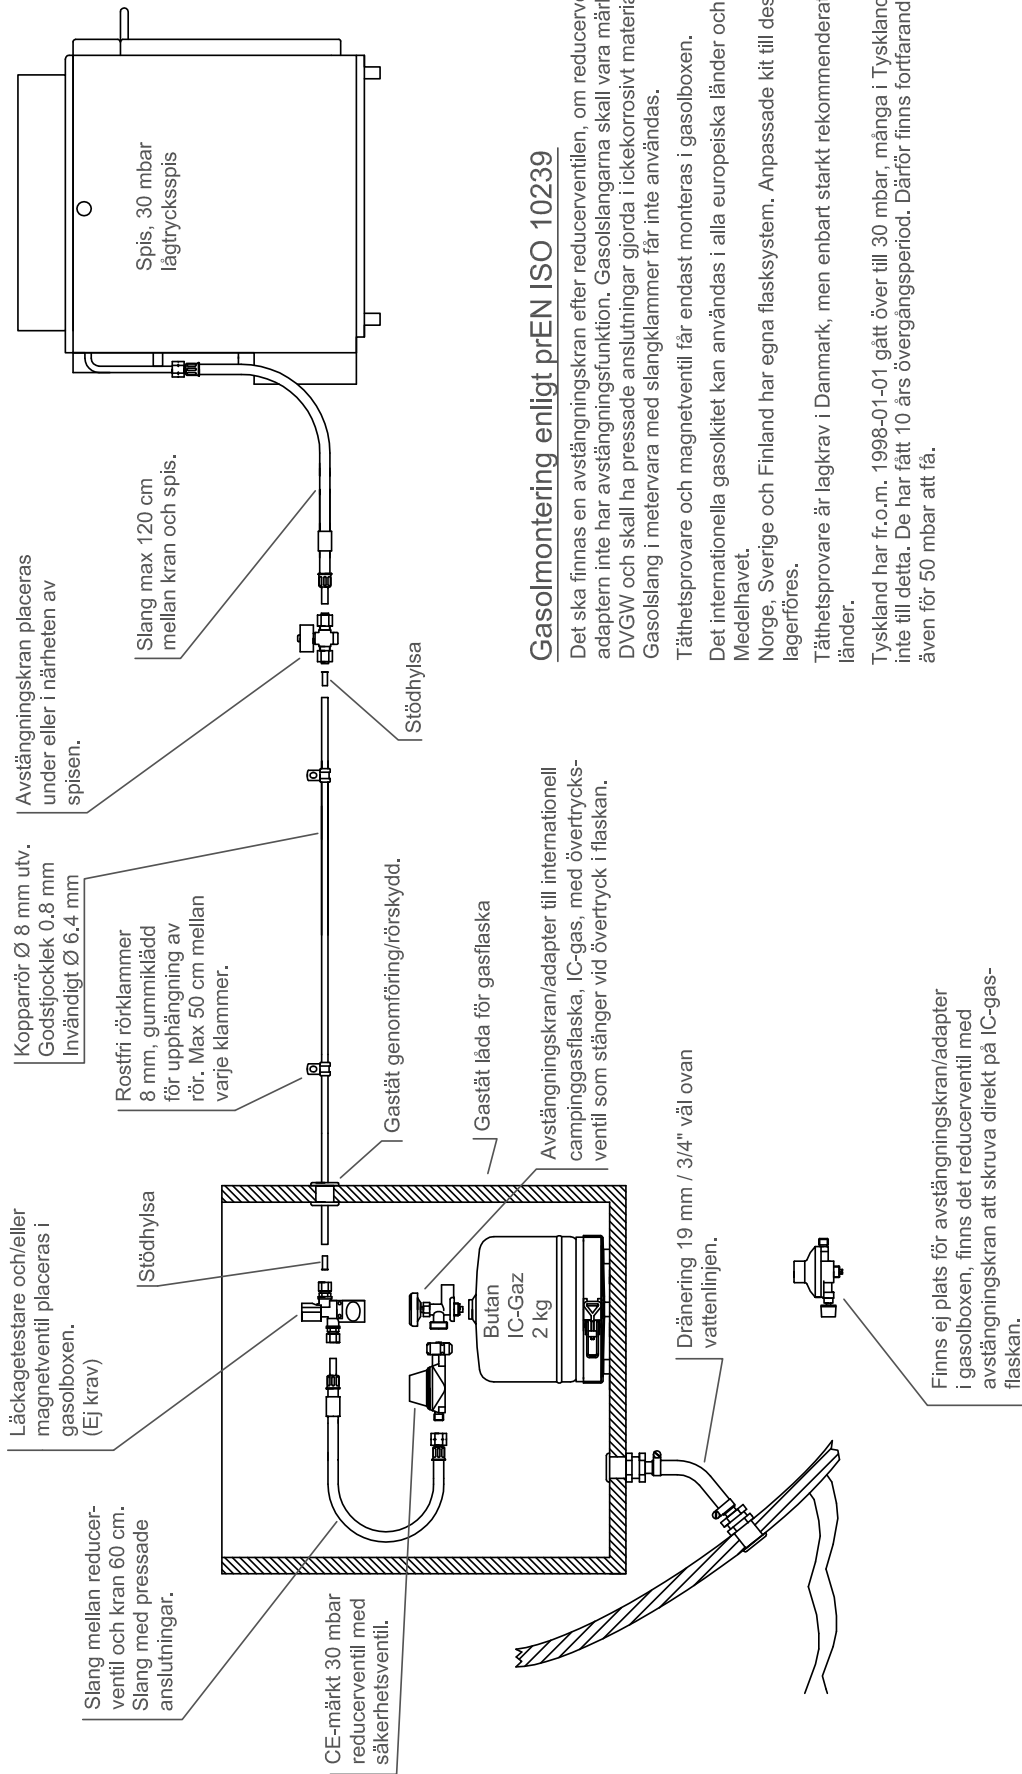 Läckagetestare och/eller
magnetventil placeras i
gasolboxen.
(Ej krav)
Kopparrör Ø 8 mm utv.
Godstjocklek 0.8 mm
Invändigt Ø 6.4 mm
Avstängningskran placeras
under eller i närheten av
spisen.
Slang mellan reducer-
ventil och kran 60 cm.
Slang med pressade
anslutningar.
Stödhylsa
Rostfri rörklammer
8 mm, gummiklädd
för upphängning av
rör. Max 50 cm mellan
varje klammer.
Slang max 120 cm
mellan kran och spis.
Spis, 30 mbar
lågtrycksspis
CE-märkt 30 mbar
reducerventil med
säkerhetsventil.
Gastät genomföring/rörskydd.
Stödhylsa
Gastät låda för gasflaska
Butan
IC-Gaz
2 kg
Avstängningskran/adapter till internationell
campinggasflaska, IC-gas, med övertrycks-
ventil som stänger vid övertryck i flaskan.
Dränering 19 mm / 3/4" väl ovan
vattenlinjen.
Finns ej plats för avstängningskran/adapter
i gasolboxen, finns det reducerventil med
avstängningskran att skruva direkt på IC-gas-
flaskan.
Gasolmontering enligt prEN ISO 10239
Det ska finnas en avstängningskran efter reducerventilen, om
adaptern inte har avstängningsfunktion. Gasolslangarna skall vara
DVGW och skall ha pressade anslutningar gjorda i ickekorrosivt
Gasolslang i metervara med slangklammer får inte användas.
Täthetsprovare och magnetventil får endast monteras i gasolboxen.
Det internationella gasolkitet kan användas i alla europeiska länder och
Medelhavet.
Norge, Sverige och Finland har egna flasksystem. Anpassade kit till
lagerföres.
Täthetsprovare är lagkrav i Danmark, men enbart starkt
länder.
Tyskland har fr.o.m. 1998-01-01 gått över till 30 mbar, många i
inte till detta. De har fått 10 års övergångsperiod. Därför finns
även för 50 mbar att få.